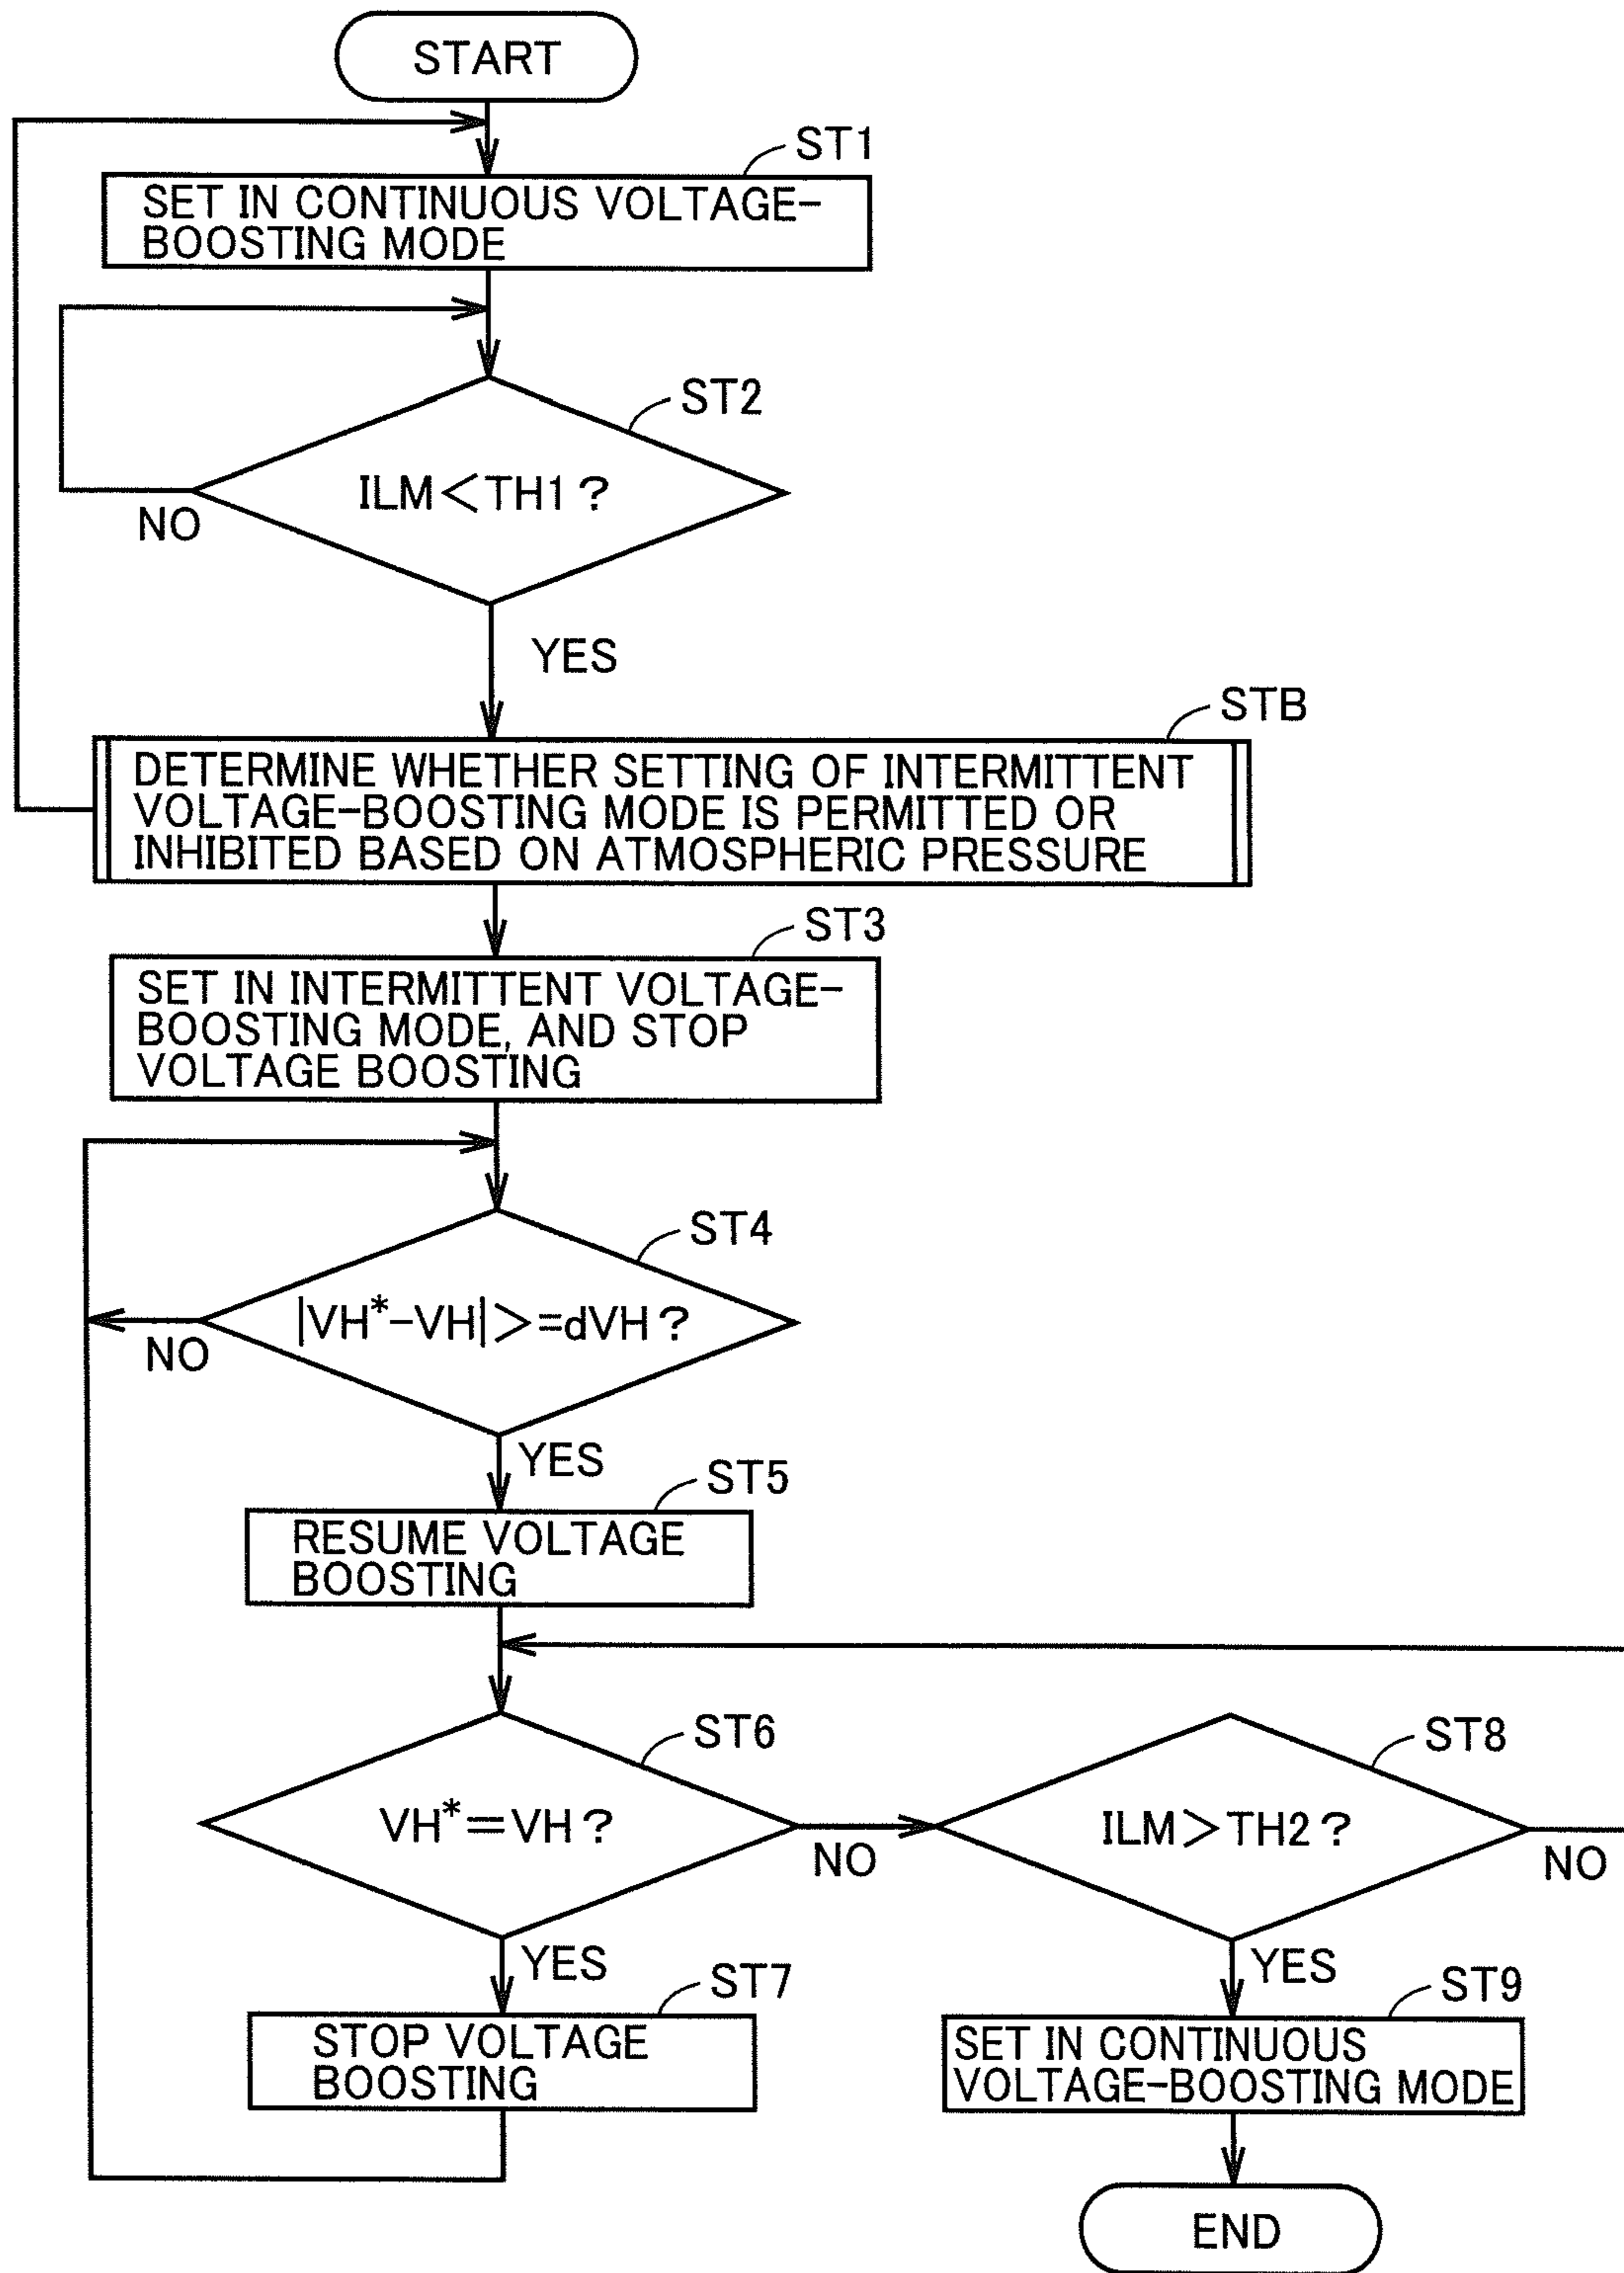 START
ST1
SET IN CONTINUOUS VOLTAGE-
BOOSTING MODE
ST2
ILM<TH1?
NO
YES
STB
DETERMINE WHETHER SETTING OF INTERMITTENT
VOLTAGE-BOOSTING MODE IS PERMITTED OR
INHIBITED BASED ON ATMOSPHERIC PRESSURE
ST3
SET IN INTERMITTENT VOLTAGE-
BOOSTING MODE, AND STOP
VOLTAGE BOOSTING
ST4
|VH*-VH|>=dVH?
NO
YES
ST5
RESUME VOLTAGE
BOOSTING
ST6
VH*=VH?
NO
ST8
ILM>TH2?
NO
YES
ST7
STOP VOLTAGE
BOOSTING
YES
ST9
SET IN CONTINUOUS
VOLTAGE-BOOSTING MODE
END